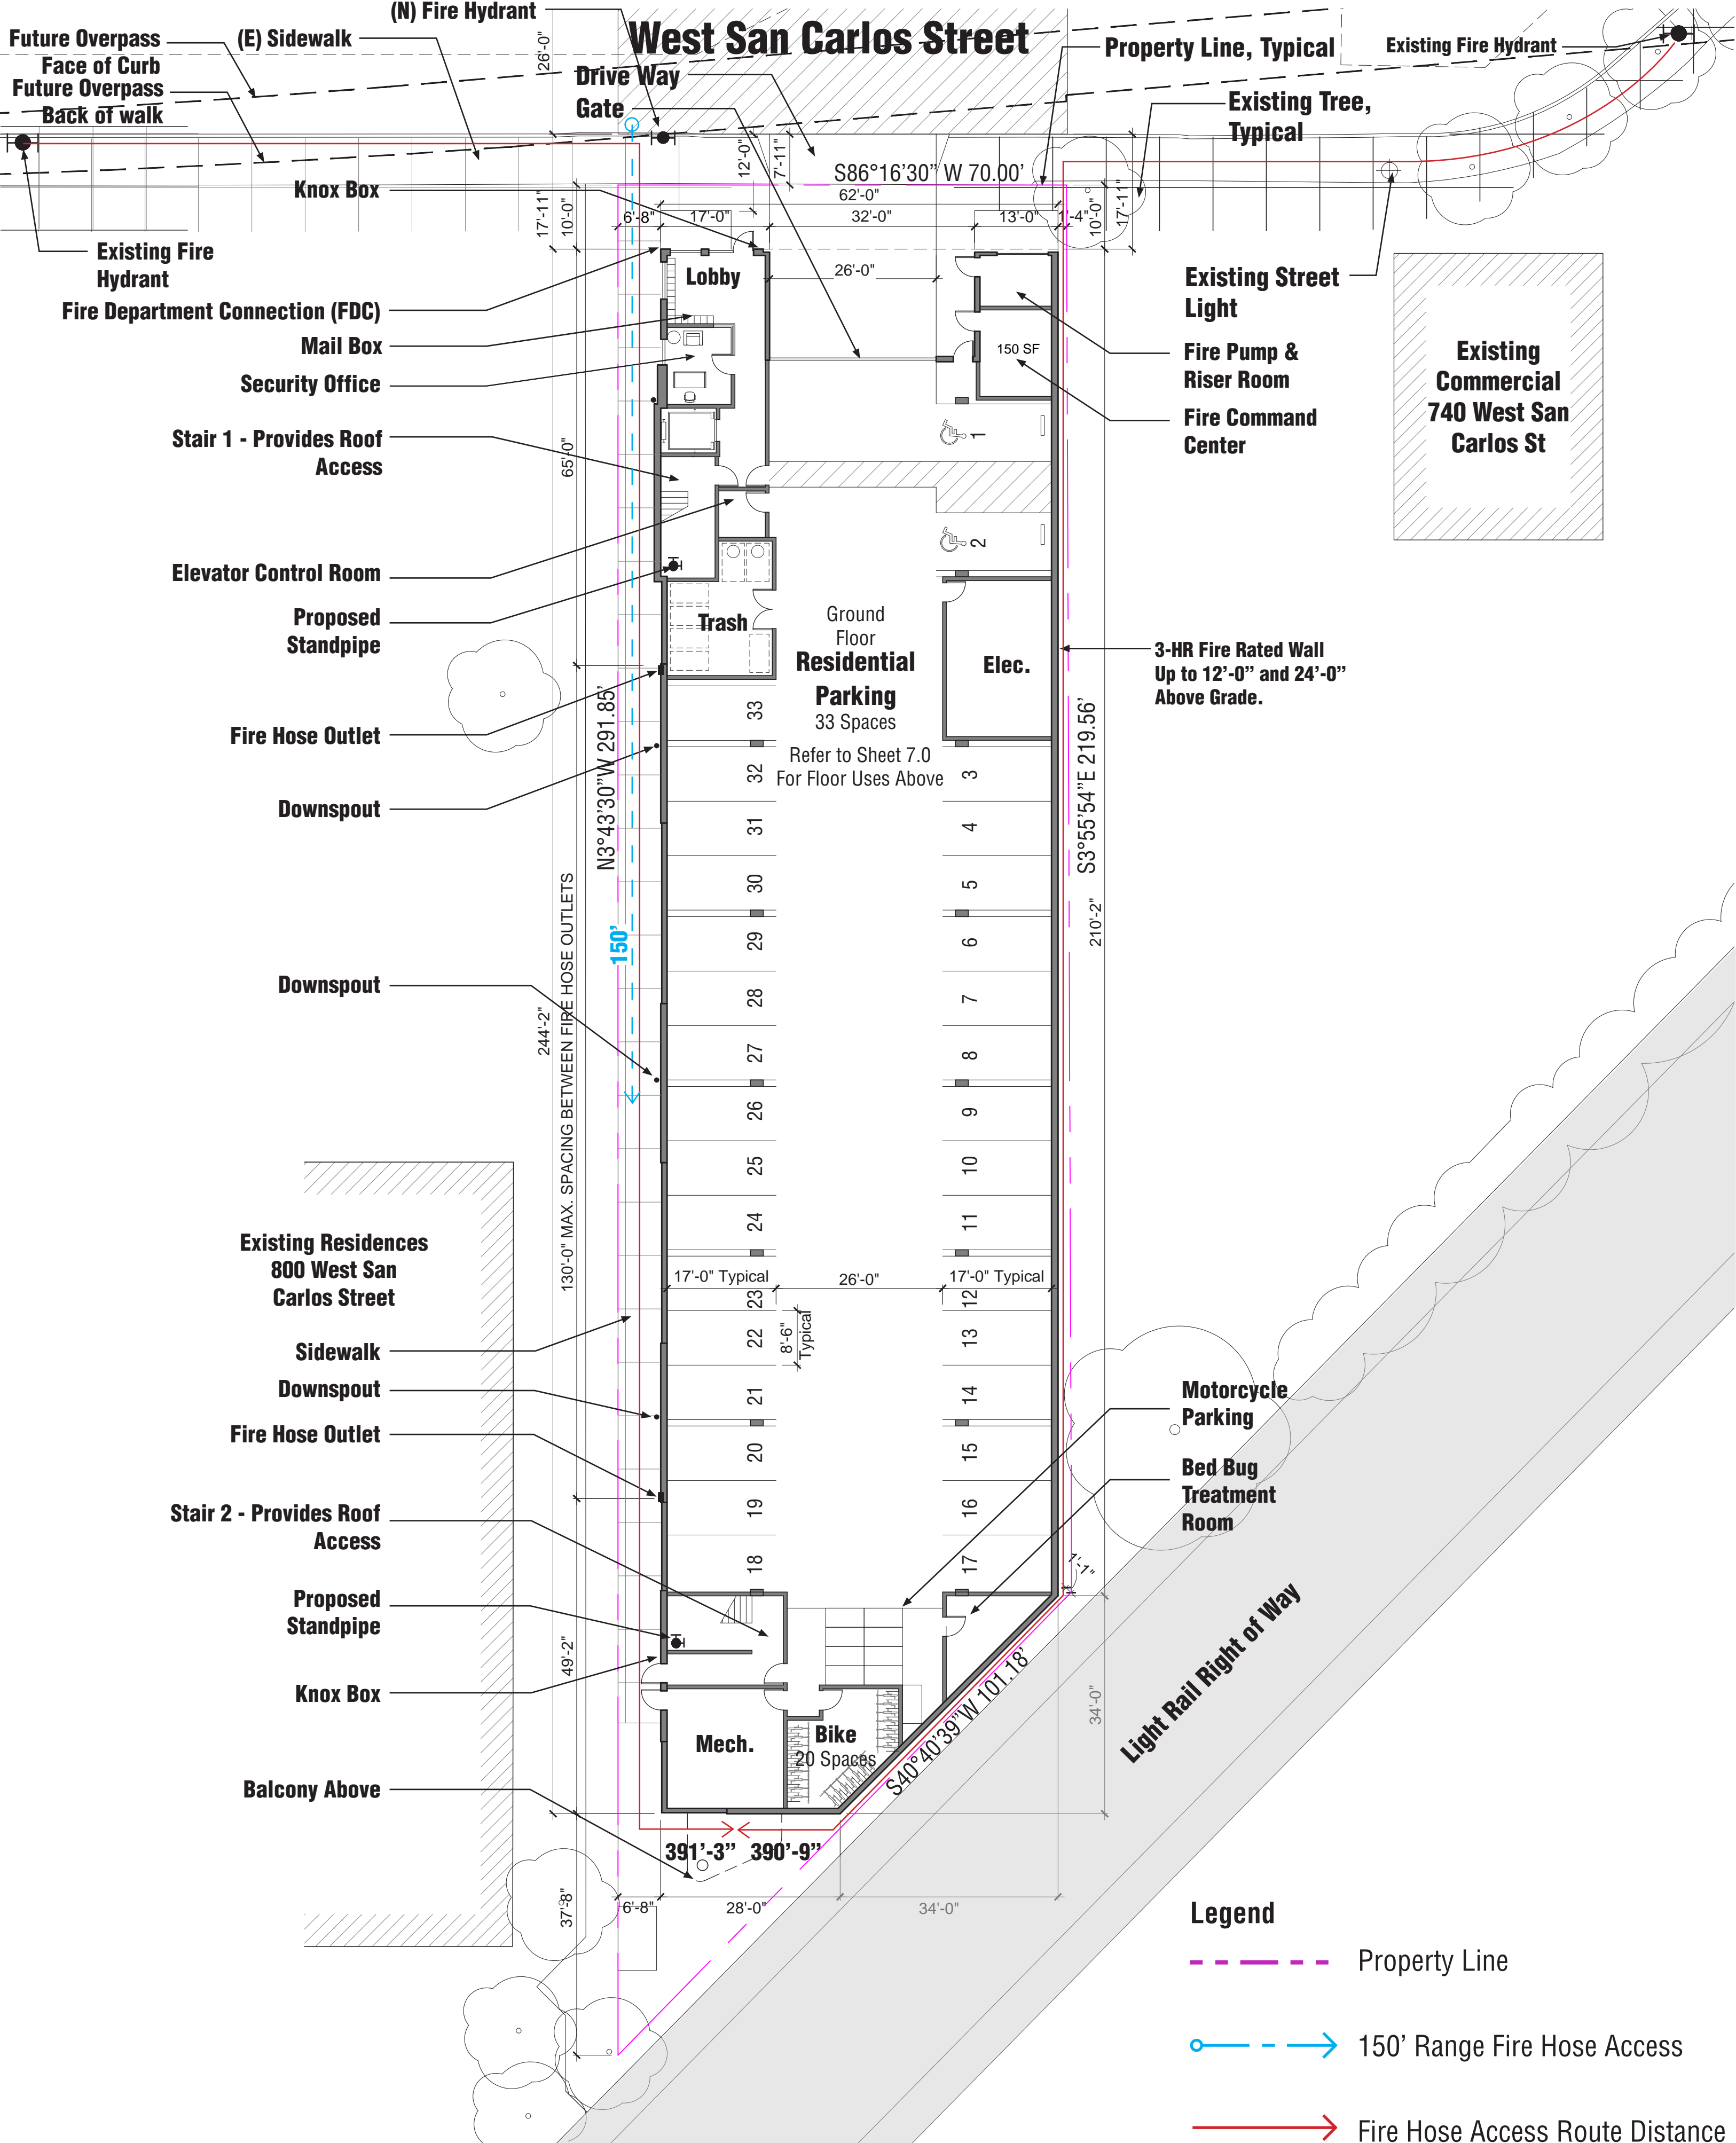 (N) Fire Hydrant
West San Carlos Street
Future Overpass
Face of Curb
(E) Sidewalk
26'-0"
Property Line, Typical
Existing Fire Hydrant
Future Overpass
Back of walk
Drive Way
Gate
Existing Tree,
Typical
12'-0"
7'-11"
S86°16'30" W 70.00'
Knox Box
62'-0"
17'-11"
10'-0"
6'-8"
17'-0"
32'-0"
13'-0"
1'-4"
10'-0"
17'-11"
Existing Fire
Hydrant
Lobby
26'-0"
Existing Street
Light
Fire Department Connection (FDC)
Mail Box
150 SF
Fire Pump &
Riser Room
Existing
Commercial
740 West San
Carlos St
Security Office
Fire Command
Center
Stair 1 - Provides Roof
Access
65'-0"
1
2
Elevator Control Room
Proposed
Standpipe
Trash
Ground
Floor
Residential
Parking
33 Spaces
Refer to Sheet 7.0
For Floor Uses Above
Elec.
3-HR Fire Rated Wall
Up to 12'-0" and 24'-0"
Above Grade.
Fire Hose Outlet
N3°43'30"W 291.85'
S3°55'54"E 219.56'
Downspout
33
32
3
31
4
30
5
29
6
28
7
27
8
26
9
25
10
24
11
150'
210'-2"
Downspout
244'-2"
130'-0" MAX. SPACING BETWEEN FIRE HOSE OUTLETS
Existing Residences
800 West San
Carlos Street
17'-0" Typical
26'-0"
17'-0" Typical
23
12
22
8'-6"
Typical
13
Sidewalk
Downspout
21
14
Motorcycle
Parking
Fire Hose Outlet
20
15
Bed Bug
Treatment
Room
Stair 2 - Provides Roof
Access
19
16
18
17
1'-1"
Proposed
Standpipe
49'-2"
Knox Box
S40°40'39"W 101.18'
34'-0"
Light Rail Right of Way
Mech.
Bike
20 Spaces
Balcony Above
391'-3"
390'-9"
37'-8"
6'-8"
28'-0"
34'-0"
Legend
Property Line
150' Range Fire Hose Access
Fire Hose Access Route Distance